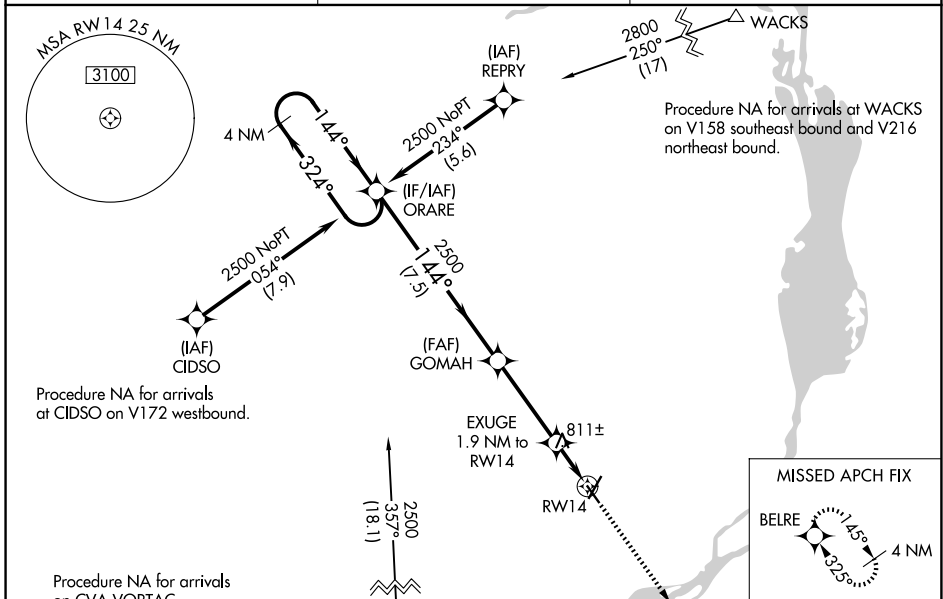 MSA RW14 25 NM
3100
4 NM
144°
324°
(IAF)
REPRY
2500 NoPT
234°
(5.6)
WACKS
2800
250°
(17)
Procedure NA for arrivals at WACKS
on V158 southeast bound and V216
northeast bound.
(IF/IAF)
ORARE
2500 NoPT
054°
(7.9)
(IAF)
CIDSO
Procedure NA for arrivals
at CIDSO on V172 westbound.
2500
144°
(7.5)
(FAF)
GOMAH
EXUGE
1.9 NM to
RW14
811±
RW14
2500
357°
(18.1)
MISSED APCH FIX
BELRE
145°
325°
4 NM
Procedure NA for arrivals
on CVA VORTAC